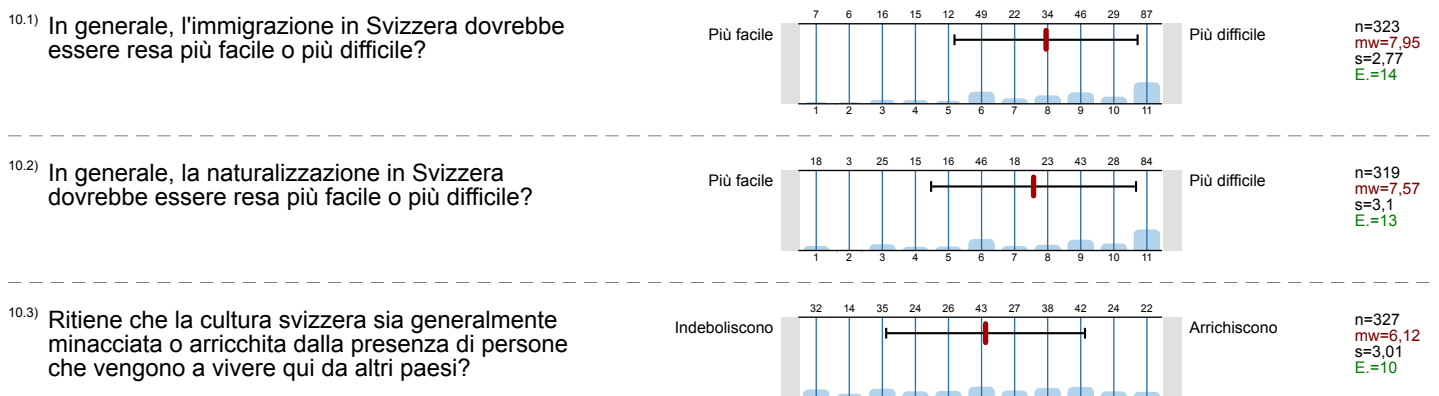 10.1) In generale, l'immigrazione in Svizzera dovrebbe
essere resa più facile o più difficile?
7 6 16 15 12 49 22 34 46 29 87
Più facile
Più difficile
1 2 3 4 5 6 7 8 9 10 11
n=323
mw=7,95
s=2,77
E.=14
10.2) In generale, la naturalizzazione in Svizzera
dovrebbe essere resa più facile o più difficile?
18 3 25 15 16 46 18 23 43 28 84
Più facile
Più difficile
1 2 3 4 5 6 7 8 9 10 11
n=319
mw=7,57
s=3,1
E.=13
10.3) Ritiene che la cultura svizzera sia generalmente
minacciata o arricchita dalla presenza di persone
che vengono a vivere qui da altri paesi?
32 14 35 24 26 43 27 38 42 24 22
Indeboliscono
Arrichiscono
n=327
mw=6,12
s=3,01
E.=10